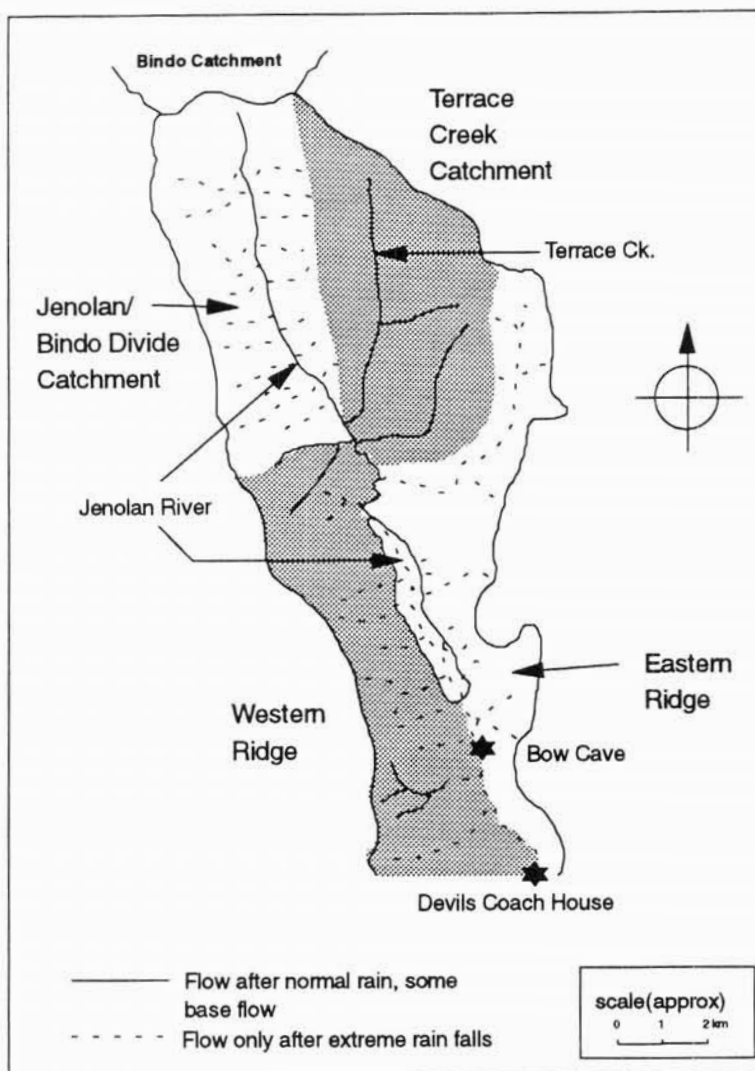 Bindo Catchment
Terrace
Creek
Catchment
Terrace Ck.
Jenolan/
Bindo Divide
Catchment
Jenolan River
Eastern
Ridge
Western
Ridge
Bow Cave
Devils Coach House
Flow after normal rain, some
base flow
Flow only after extreme rain falls
scale(approx)
0 1 2 km